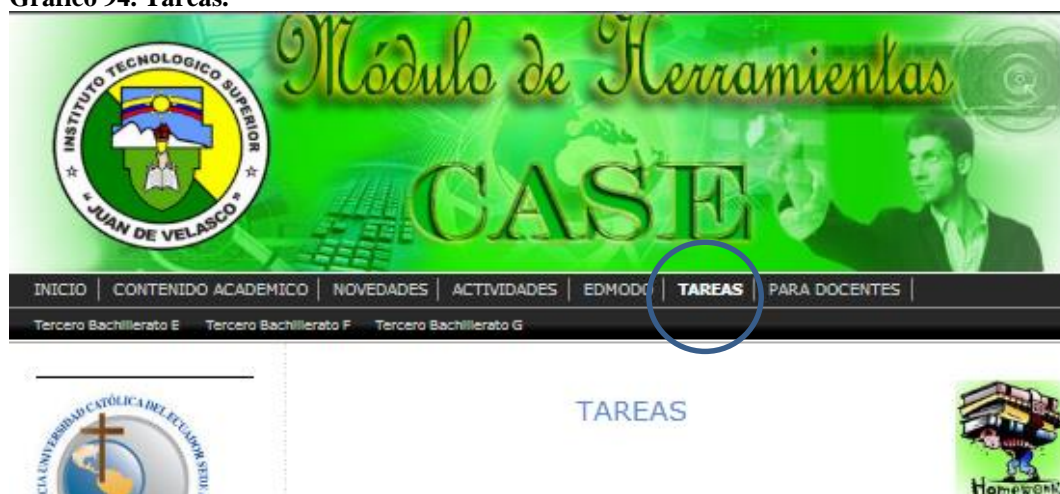 Gráfico 94. Tareas.
INSTITUTO TECNOLOGICO SUPERIOR
"JUAN DE VELASCO"
Módulo de Herramientas
CASE
INICIO | CONTENIDO ACADEMICO | NOVEDADES | ACTIVIDADES | EDMODO | TAREAS | PARA DOCENTES |
Tercero Bachillerato E Tercero Bachillerato F Tercero Bachillerato G
UNIVERSIDAD CATÓLICA DEL ECUADOR
TAREAS
Homework